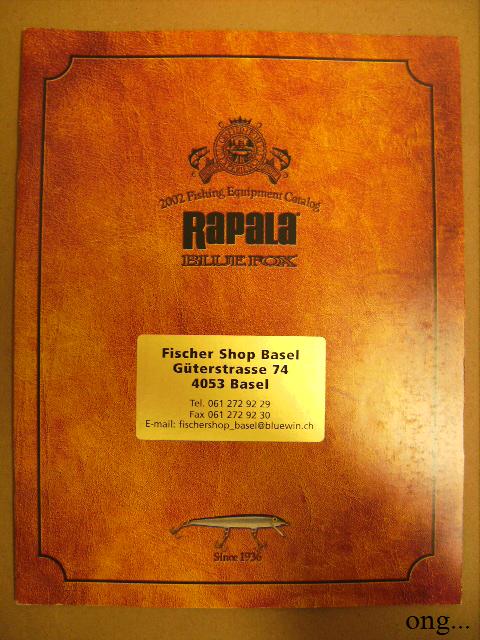 2002 Fishing Equipment Catalog
Rapala
BLUE FOX
Fischer Shop Basel
Güterstrasse 74
4053 Basel
Tel. 061 272 92 29
Fax 061 272 92 30
E-mail: fischershop_basel@bluewin.ch
Since 1936
ong...